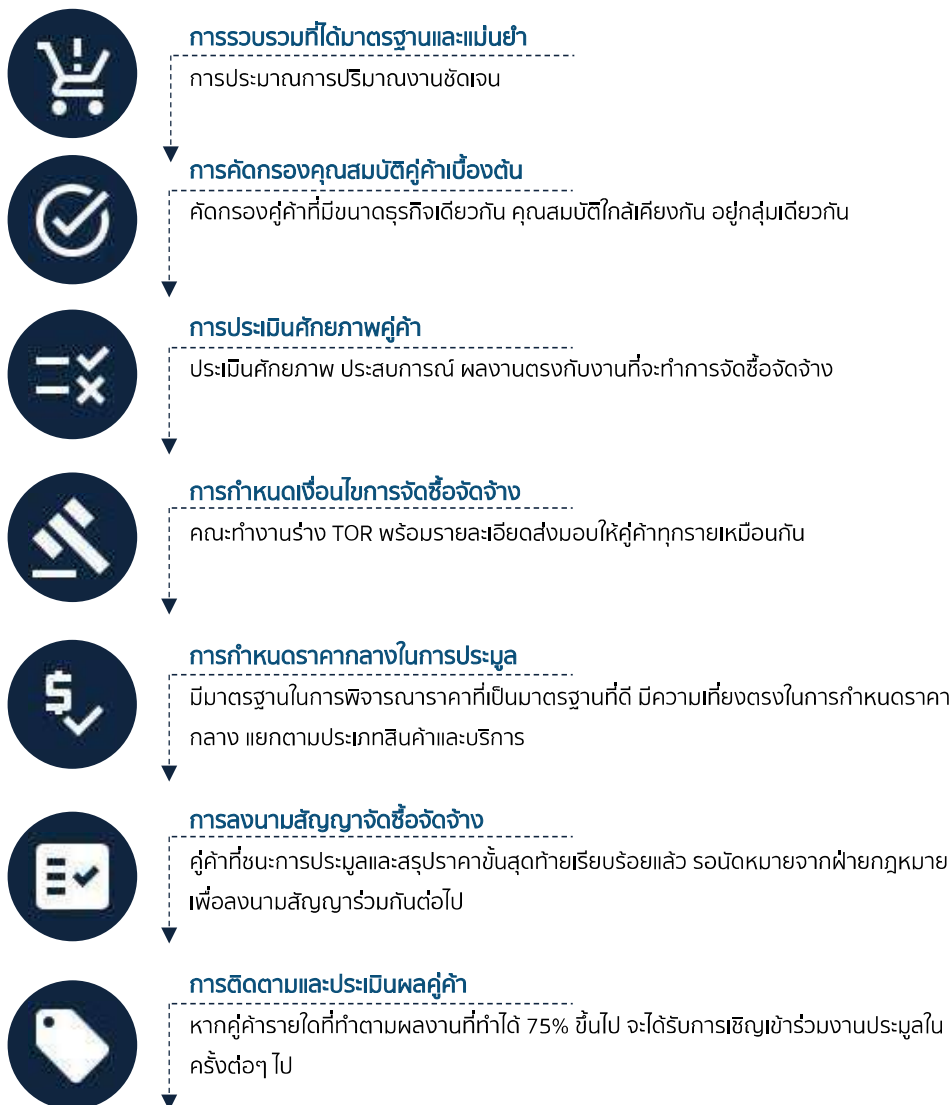 การรวบรวมที่ได้มาตรฐานและแม่นยำ
การประมาณการปริมาณงานชัดเจน
การคัดกรองคุณสมบัติคู่ค้าเบื้องต้น
คัดกรองคู่ค้าที่มีขนาดธุรกิจเดียวกัน คุณสมบัติใกล้เคียงกัน อยู่กลุ่มเดียวกัน
การประเมินศักยภาพคู่ค้า
ประเมินศักยภาพ ประสบการณ์ ผลงานตรงกับงานที่จะทำการจัดซื้อจัดจ้าง
การกำหนดเงื่อนไขการจัดซื้อจัดจ้าง
คณะทำงานร่าง TOR พร้อมรายละเอียดส่งมอบให้คู่ค้าทุกรายเหมือนกัน
การกำหนดราคากลางในการประมูล
มีมาตรฐานในการพิจารณาราคาที่เป็นมาตรฐานที่ดี มีความเที่ยงตรงในการกำหนดราคา
กลาง แยกตามประเภทสินค้าและบริการ
การลงนามสัญญาจัดซื้อจัดจ้าง
คู่ค้าที่ชนะการประมูลและสรุปราคาขั้นสุดท้ายเรียบร้อยแล้ว รอนัดหมายจากฝ่ายกฎหมาย
เพื่อลงนามสัญญาร่วมกันต่อไป
การติดตามและประเมินผลคู่ค้า
หากคู่ค้ารายใดที่ทำตามผลงานที่ทำได้ 75% ขึ้นไป จะได้รับการเชิญเข้าร่วมงานประมูลใน
ครั้งต่อๆ ไป